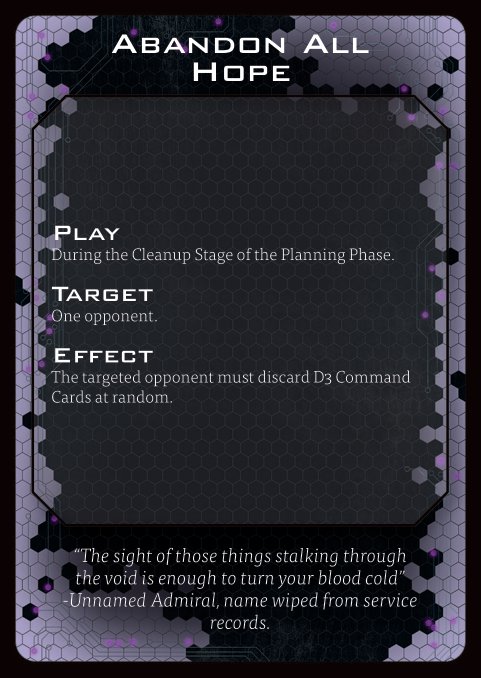 Abandon All
Hope
Play
During the Cleanup Stage of the Planning Phase.
Target
One opponent.
Effect
The targeted opponent must discard D3 Command
Cards at random.
“The sight of those things stalking through
the void is enough to turn your blood cold”
-Unnamed Admiral, name wiped from service
records.